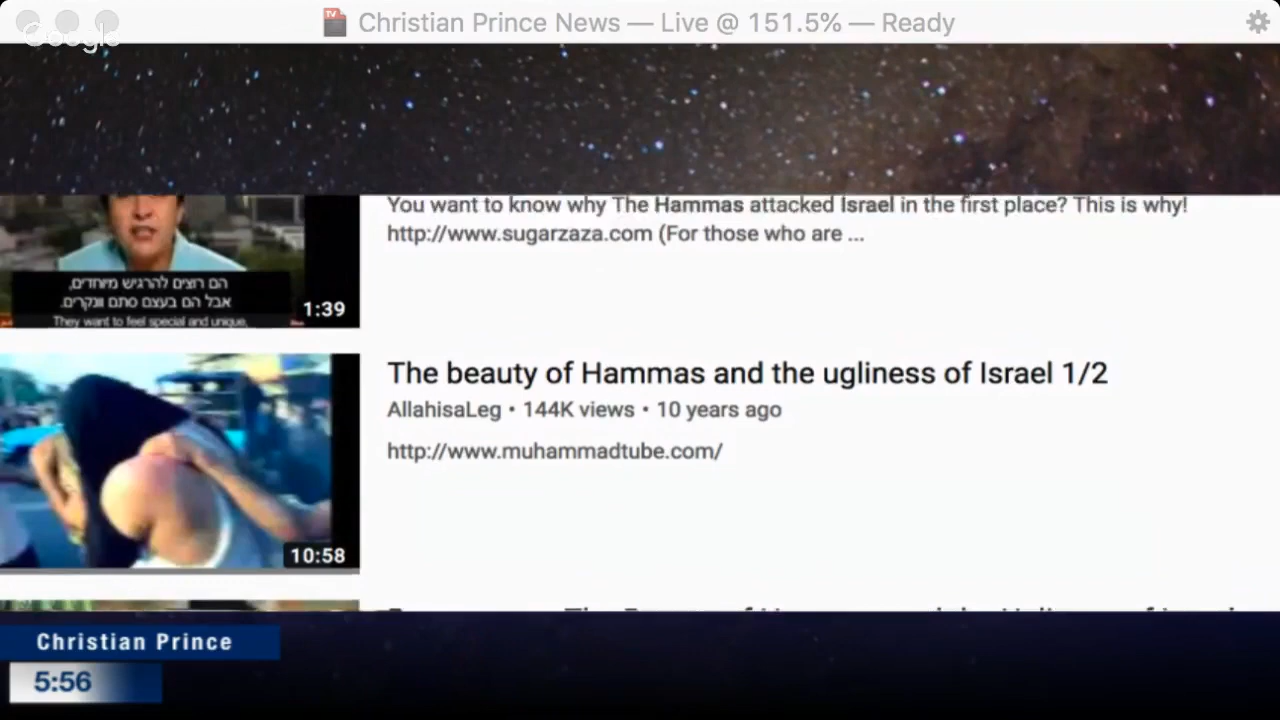 Christian Prince News — Live @ 151.5% — Ready
Google
You want to know why The Hammas attacked Israel in the first place? This is why!
http://www.sugarzaza.com (For those who are ...
הם רוצים להרגיש מיוחדים,
אבל הם בעצם סתם וונקרים.
They want to feel special and unique,
1:39
The beauty of Hammas and the ugliness of Israel 1/2
AllahisaLeg • 144K views • 10 years ago
http://www.muhammadtube.com/
10:58
Christian Prince
5:56